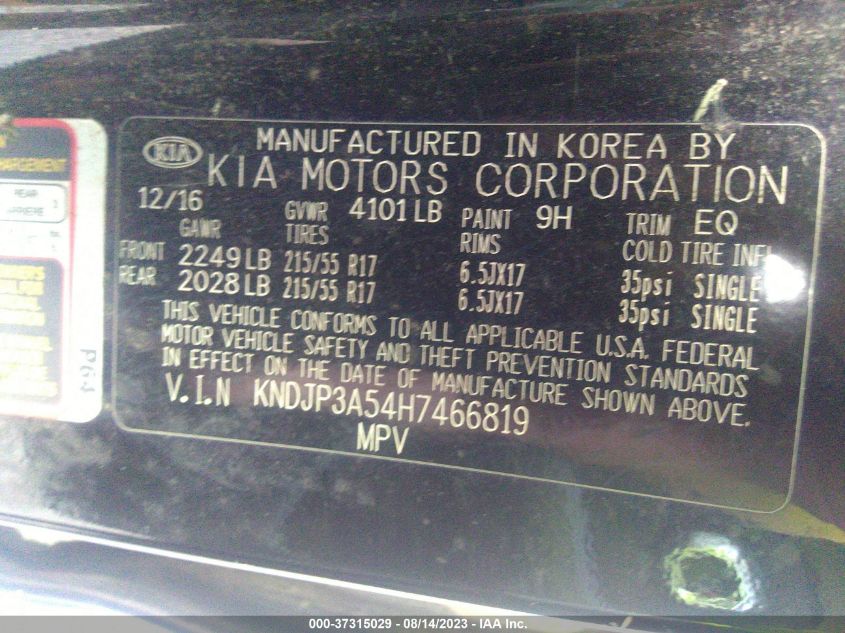 MANUFACTURED IN KOREA BY
KIA KIA MOTORS CORPORATION
12/16 GVWR 4101LB PAINT 9H TRIM EQ
GAWR TIRES RIMS COLD TIRE INFL
FRONT 2249LB 215/55 R17 6.5JX17 35psi SINGLE
REAR 2028LB 215/55 R17 6.5JX17 35psi SINGLE
THIS VEHICLE CONFORMS TO ALL APPLICABLE U.S.A. FEDERAL
MOTOR VEHICLE SAFETY AND THEFT PREVENTION STANDARDS
IN EFFECT ON THE DATE OF MANUFACTURE SHOWN ABOVE.
V.I.N KNDJP3A54H7466819
MPV
REAR
P64
000-37315029 - 08/14/2023 - IAA Inc.